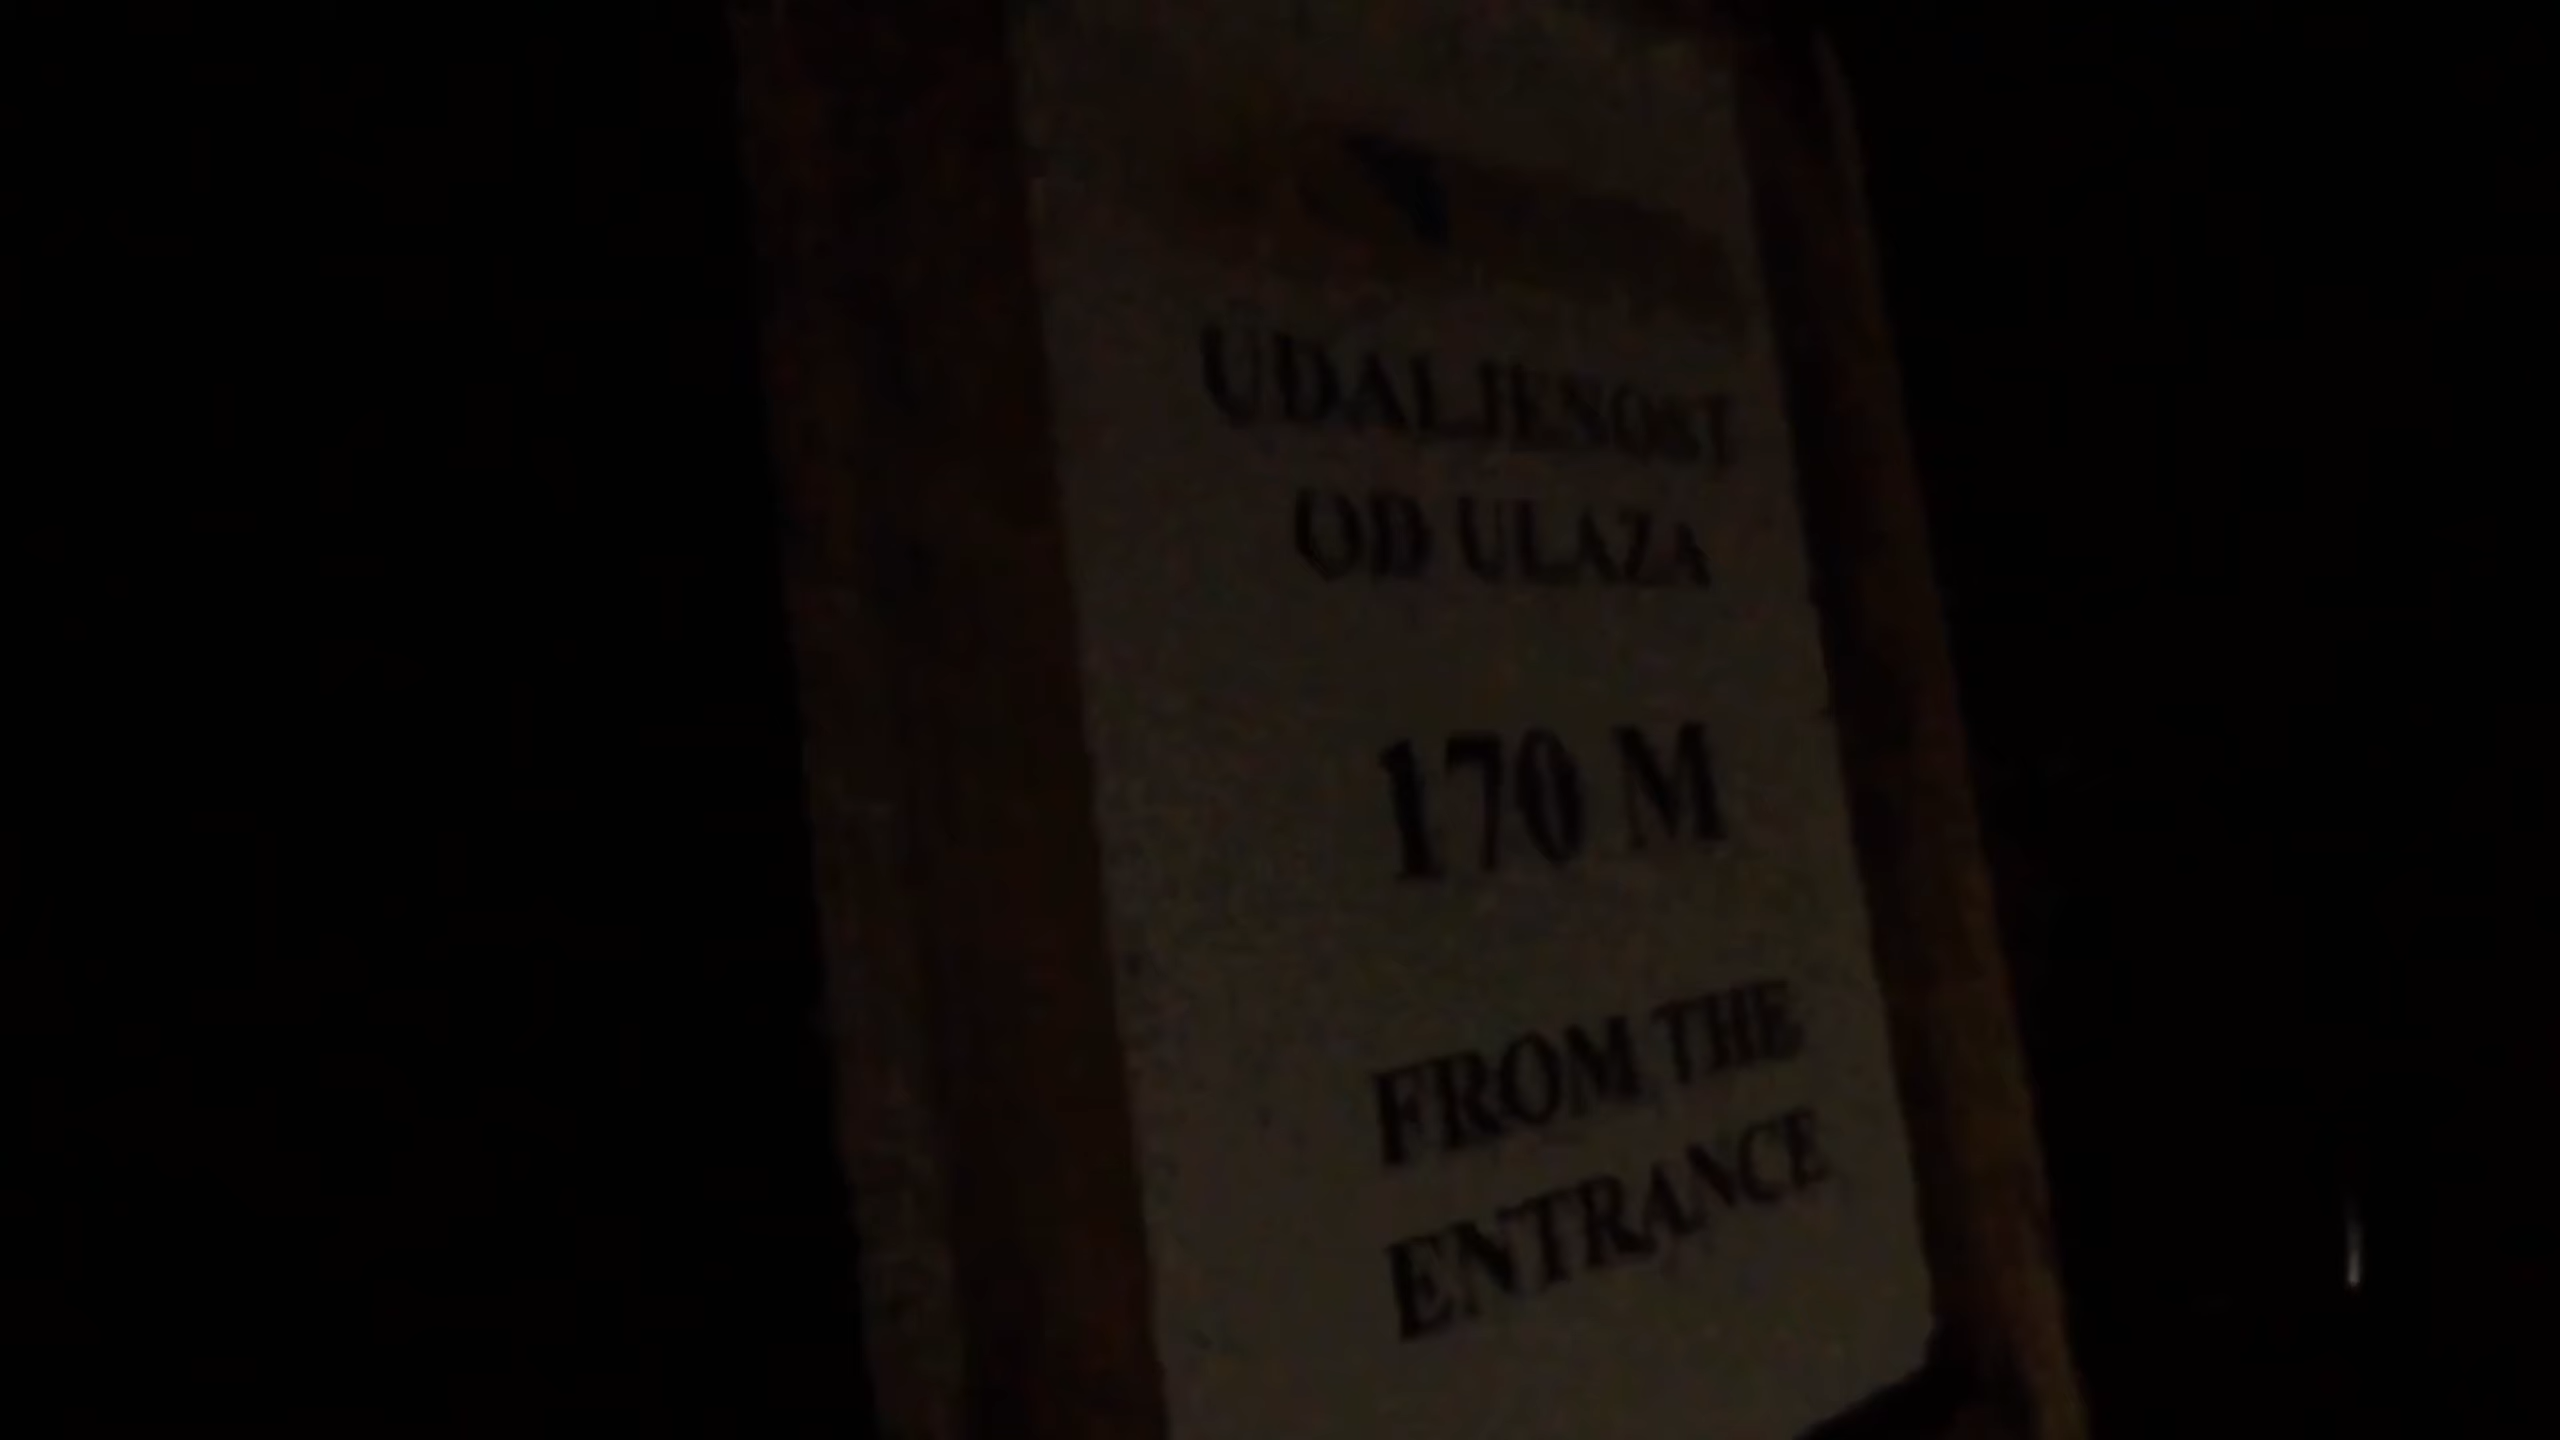 UDALJENOST
OD ULAZA
170 M
FROM THE
ENTRANCE